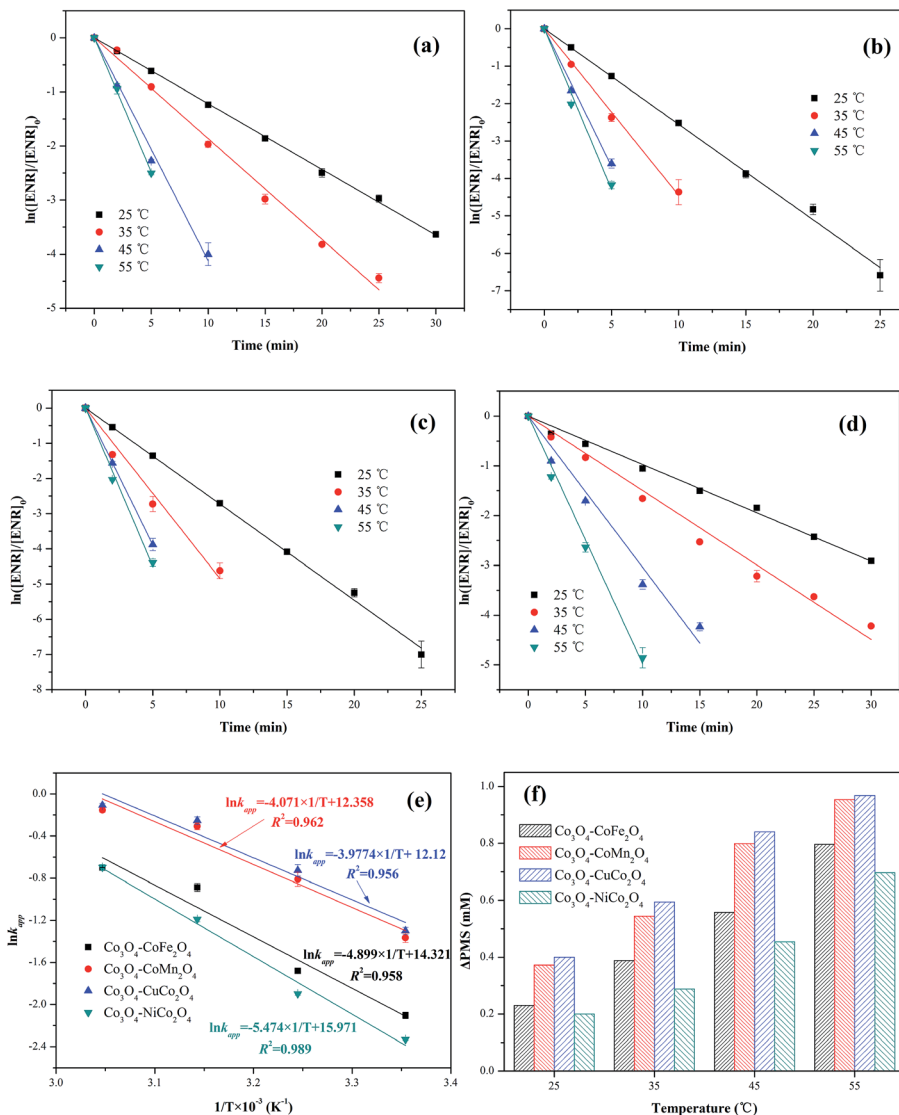 (a)
0
-1
-2
-3
-4
-5
ln([ENR]/[ENR]₀)
25 ℃
35 ℃
45 ℃
55 ℃
0 5 10 15 20 25 30
Time (min)
(b)
0
-1
-2
-3
-4
-5
-6
-7
ln([ENR]/[ENR]₀)
25 ℃
35 ℃
45 ℃
55 ℃
0 5 10 15 20 25
Time (min)
(c)
0
-1
-2
-3
-4
-5
-6
-7
-8
ln([ENR]/[ENR]₀)
25 ℃
35 ℃
45 ℃
55 ℃
0 5 10 15 20 25
Time (min)
(d)
0
-1
-2
-3
-4
-5
ln([ENR]/[ENR]₀)
25 ℃
35 ℃
45 ℃
55 ℃
0 5 10 15 20 25 30
Time (min)
(e)
0.0
-0.4
-0.8
-1.2
-1.6
-2.0
-2.4
lnkₐₚₚ
lnkₐₚₚ=-4.071×1/T+12.358
R²=0.962
lnkₐₚₚ=-3.9774×1/T+ 12.12
R²=0.956
lnkₐₚₚ=-4.899×1/T+14.321
R²=0.958
lnkₐₚₚ=-5.474×1/T+15.971
R²=0.989
Co₃O₄-CoFe₂O₄
Co₃O₄-CoMn₂O₄
Co₃O₄-CuCo₂O₄
Co₃O₄-NiCo₂O₄
3.0 3.1 3.2 3.3 3.4
1/T×10⁻³ (K⁻¹)
(f)
1.0
0.8
0.6
0.4
0.2
0.0
ΔPMS (mM)
Co₃O₄-CoFe₂O₄
Co₃O₄-CoMn₂O₄
Co₃O₄-CuCo₂O₄
Co₃O₄-NiCo₂O₄
25 35 45 55
Temperature (℃)